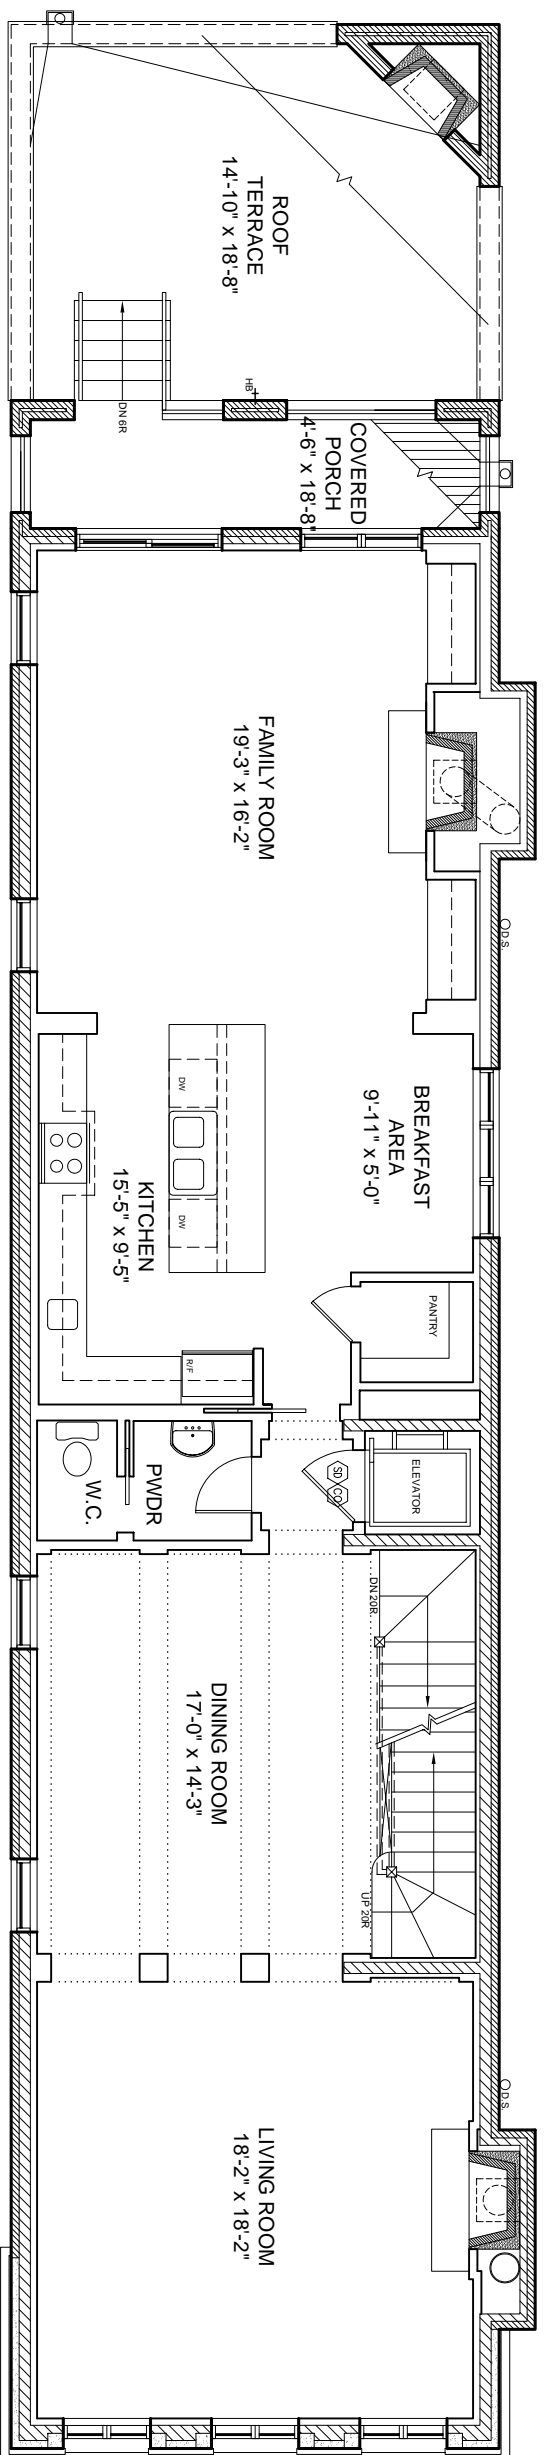 ROOF
TERRACE
14'-10" x 18'-8"
DN 6R
HB
COVERED
PORCH
4'-6" x 18'-8"
FAMILY ROOM
19'-3" x 16'-2"
D.S.
BREAKFAST
AREA
9'-11" x 5'-0"
DW
DW
KITCHEN
15'-5" x 9'-5"
PANTRY
R/F
ELEVATOR
SD
CO
PWDR
W.C.
DN 20R
UP 20R
DINING ROOM
17'-0" x 14'-3"
D.S.
LIVING ROOM
18'-2" x 18'-2"